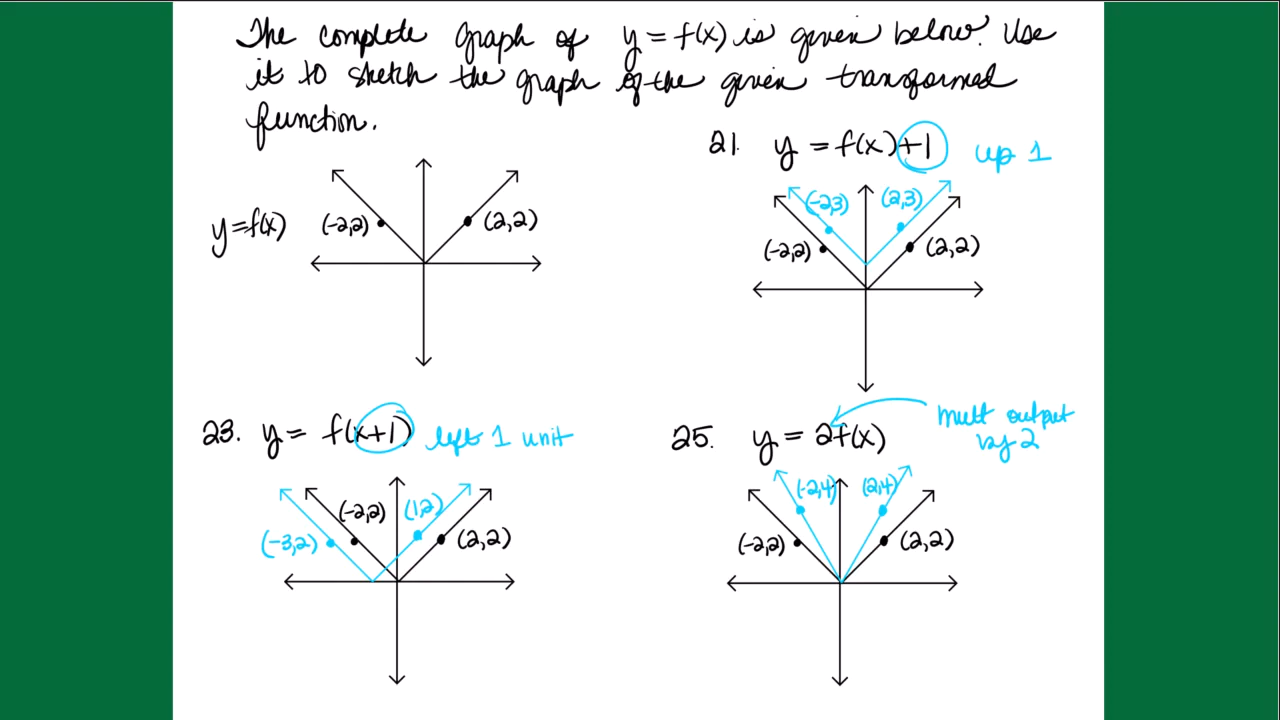 The complete graph of y = f(x) is given below. Use
it to sketch the graph of the given transformed
function.
21. y = f(x)+1 up 1
y=f(x) (-2,2) (2,2)
(-2,3) (2,3)
(-2,2) (2,2)
23. y = f(x+1) left 1 unit
(-2,2) (1,2)
(-3,2) (2,2)
25. y = 2f(x) mult output
by 2
(-2,4) (2,4)
(-2,2) (2,2)